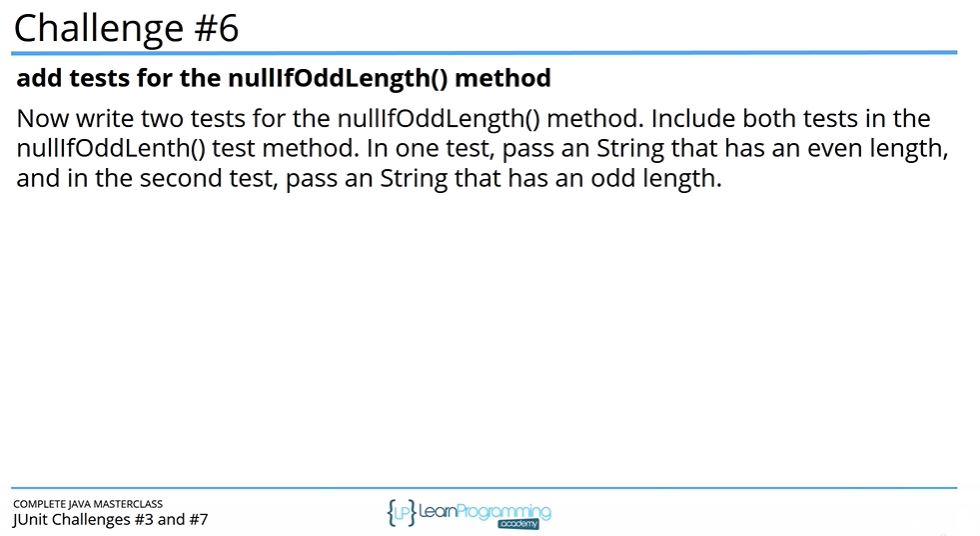 Challenge #6
add tests for the nullIfOddLength() method
Now write two tests for the nullIfOddLength() method. Include both tests in the
nullIfOddLenth() test method. In one test, pass an String that has an even length,
and in the second test, pass an String that has an odd length.
COMPLETE JAVA MASTERCLASS
JUnit Challenges #3 and #7
{LP} LearnProgramming
academy